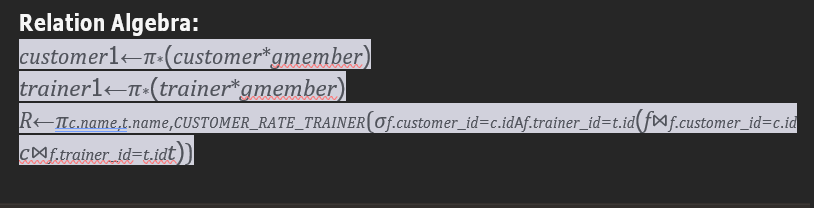 Relation Algebra:
customer1←π*(customer*gmember)
trainer1←π*(trainer*gmember)
R←πc.name,t.name,CUSTOMER_RATE_TRAINER(σf.customer_id=c.id∧f.trainer_id=t.id(f⋈f.customer_id=c.id
c⋈f.trainer_id=t.idt))